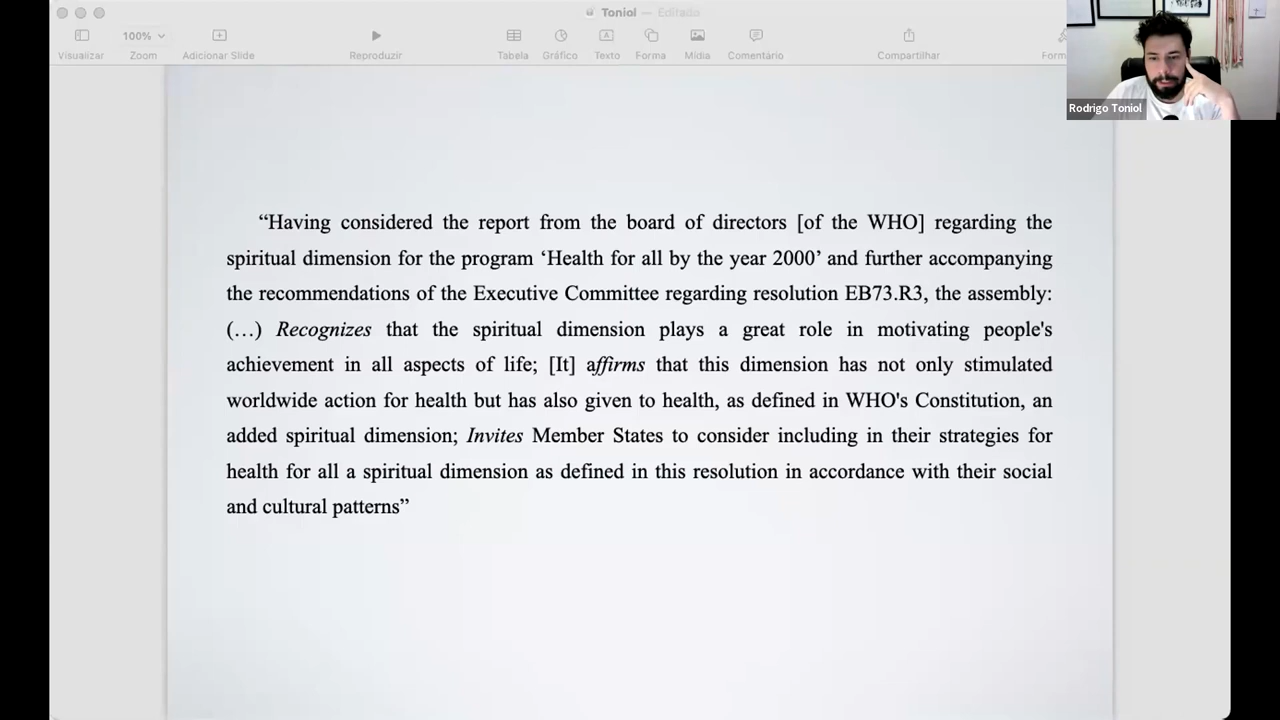 Toniol — Editado
100%
Visualizar Zoom Adicionar Slide Reproduzir Tabela Gráfico Texto Forma Mídia Comentário Compartilhar Form
Rodrigo Toniol
“Having considered the report from the board of directors [of the WHO] regarding the
spiritual dimension for the program ‘Health for all by the year 2000’ and further accompanying
the recommendations of the Executive Committee regarding resolution EB73.R3, the assembly:
(…) Recognizes that the spiritual dimension plays a great role in motivating people's
achievement in all aspects of life; [It] affirms that this dimension has not only stimulated
worldwide action for health but has also given to health, as defined in WHO's Constitution, an
added spiritual dimension; Invites Member States to consider including in their strategies for
health for all a spiritual dimension as defined in this resolution in accordance with their social
and cultural patterns”